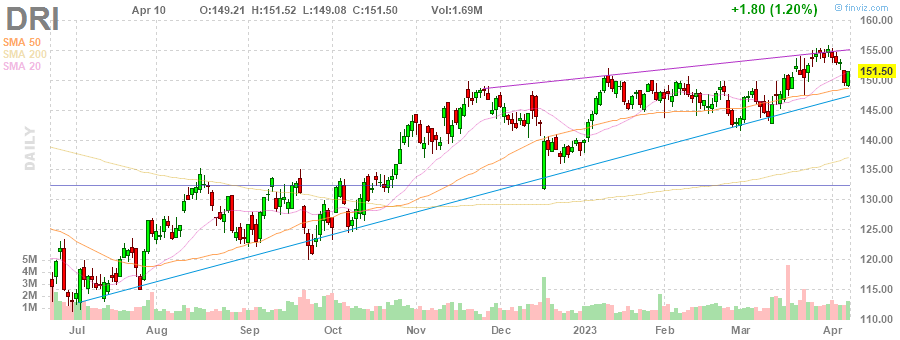 DRI
Apr 10 O:149.21 H:151.52 L:149.08 C:151.50 Vol:1.69M
+1.80 (1.20%)
© finviz.com
SMA 50
SMA 200
SMA 20
DAILY
160.00
155.00
151.50
150.00
145.00
140.00
135.00
130.00
125.00
120.00
115.00
110.00
5M
4M
3M
2M
1M
Jul Aug Sep Oct Nov Dec 2023 Feb Mar Apr